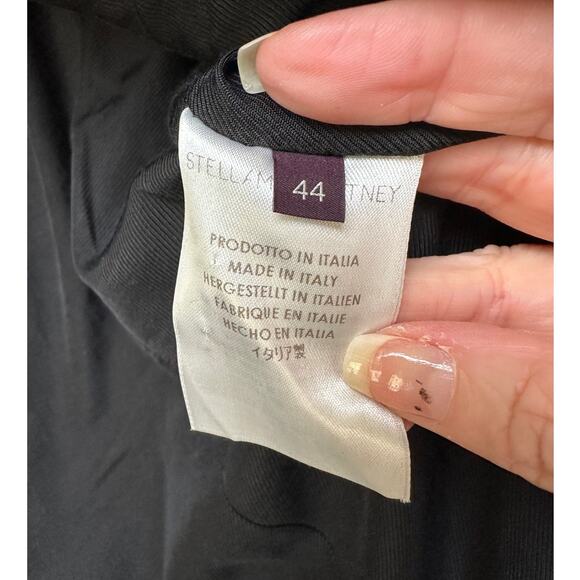 STELLAM TNEY
44
PRODOTTO IN ITALIA
MADE IN ITALY
HERGESTELLT IN ITALIEN
FABRIQUE EN ITALIE
HECHO EN ITALIA
イタリア製